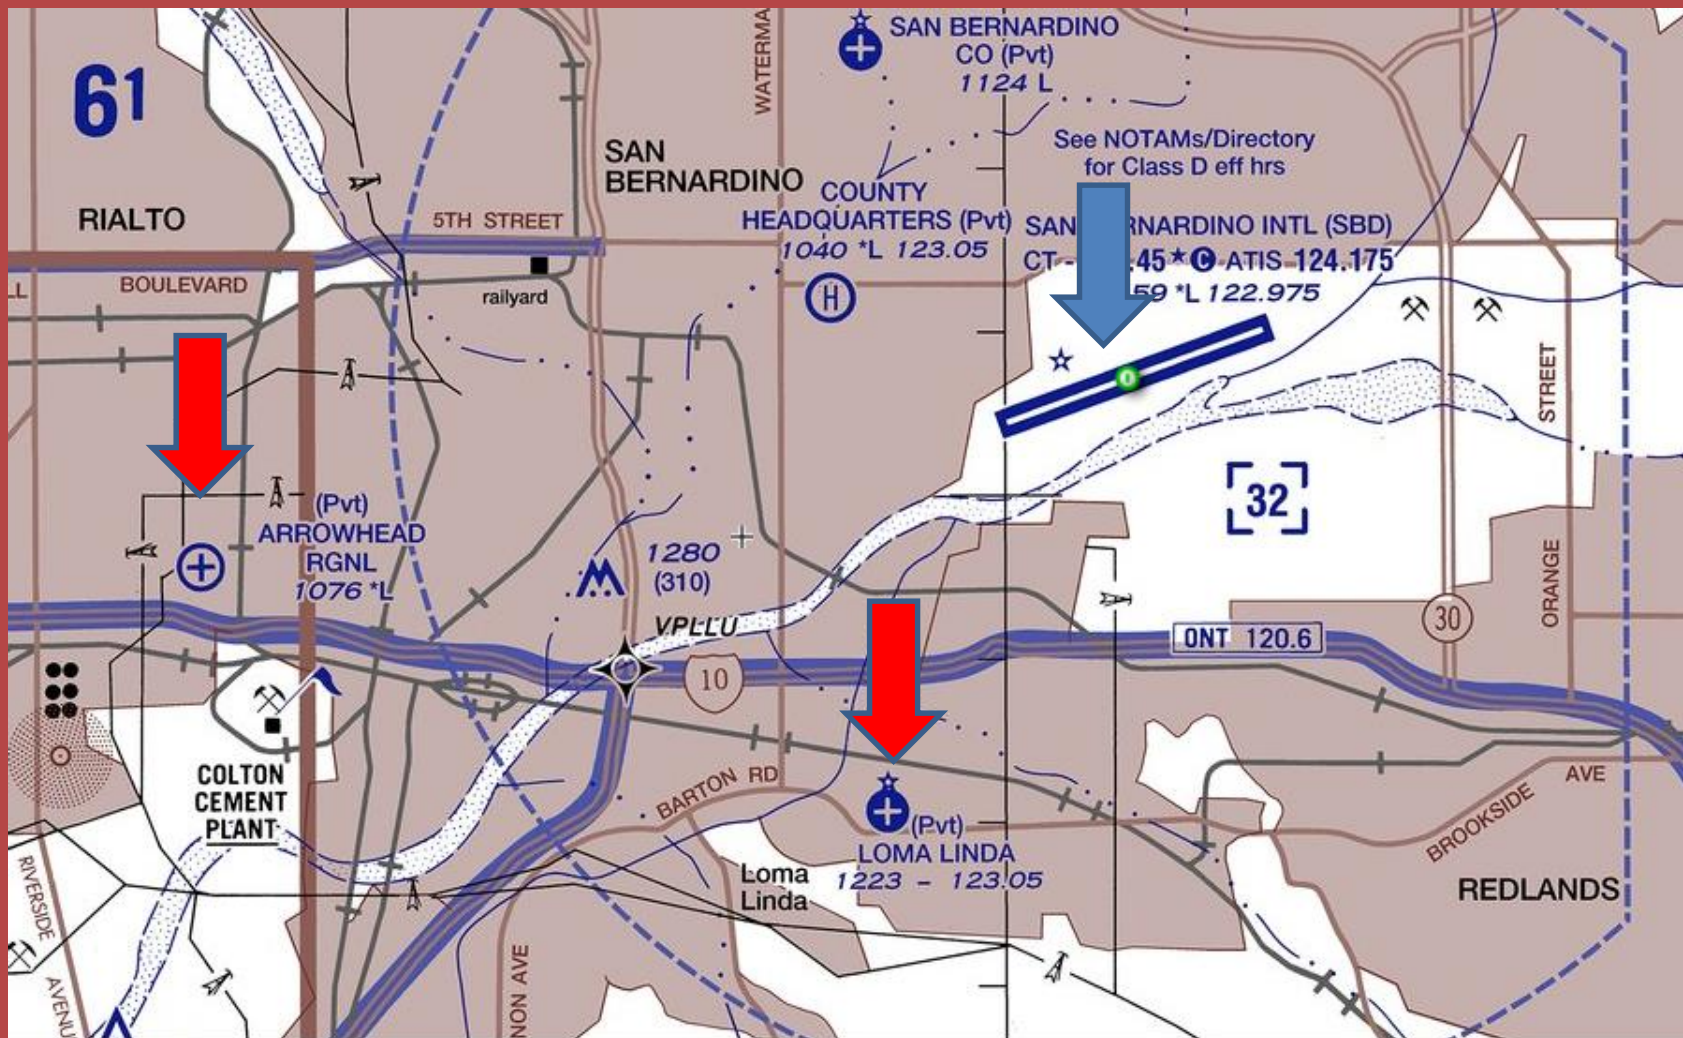 61
WATERMA
SAN BERNARDINO
CO (Pvt)
1124 L
See NOTAMs/Directory
for Class D eff hrs
SAN
BERNARDINO
COUNTY
HEADQUARTERS (Pvt)
1040 *L 123.05
H
SAN RNARDINO INTL (SBD)
CT - .45★ C ATIS 124.175
59 *L 122.975
RIALTO
5TH STREET
LL
BOULEVARD
railyard
STREET
(Pvt)
ARROWHEAD
RGNL
1076 *L
1280
(310)
32
ORANGE
VPLLU
ONT 120.6
30
10
COLTON
CEMENT
PLANT
BARTON RD
(Pvt)
LOMA LINDA
1223 - 123.05
Loma
Linda
BROOKSIDE
AVE
REDLANDS
RIVERSIDE
AVENU
NON AVE